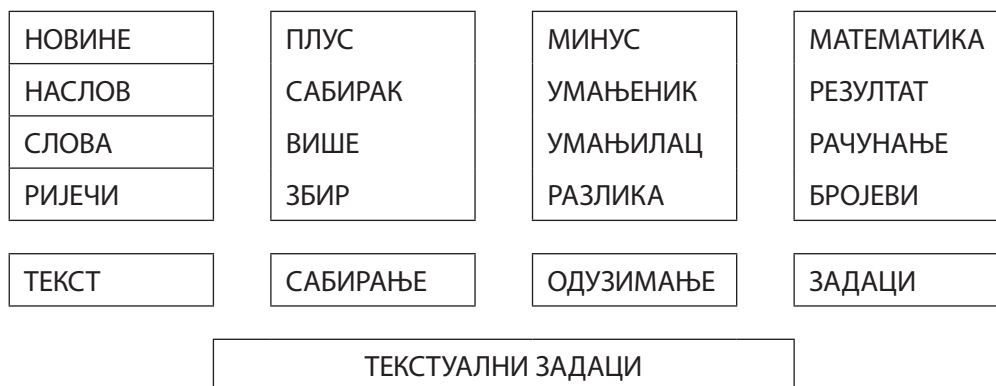 НОВИНЕ ПЛУС МИНУС МАТЕМАТИКА
НАСЛОВ САБИРАК УМАЊЕНИК РЕЗУЛТАТ
СЛОВА ВИШЕ УМАЊИЛАЦ РАЧУНАЊЕ
РИЈЕЧИ ЗБИР РАЗЛИКА БРОЈЕВИ
ТЕКСТ САБИРАЊЕ ОДУЗИМАЊЕ ЗАДАЦИ
ТЕКСТУАЛНИ ЗАДАЦИ